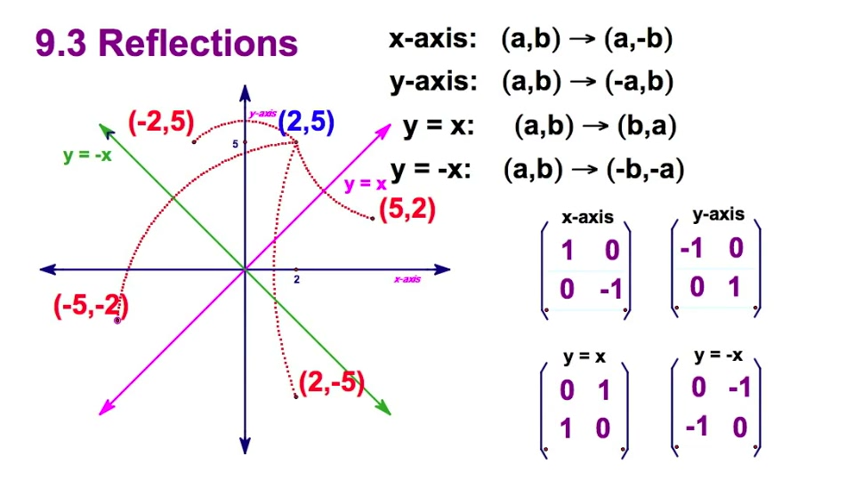 9.3 Reflections
x-axis: (a,b) → (a,-b)
y-axis: (a,b) → (-a,b)
y = x: (a,b) → (b,a)
y = -x: (a,b) → (-b,-a)
y-axis
(-2,5)
(2,5)
5
y = -x
y = x
(5,2)
2
x-axis
(-5,-2)
(2,-5)
x-axis
1 0
0 -1
y-axis
-1 0
0 1
y = x
0 1
1 0
y = -x
0 -1
-1 0